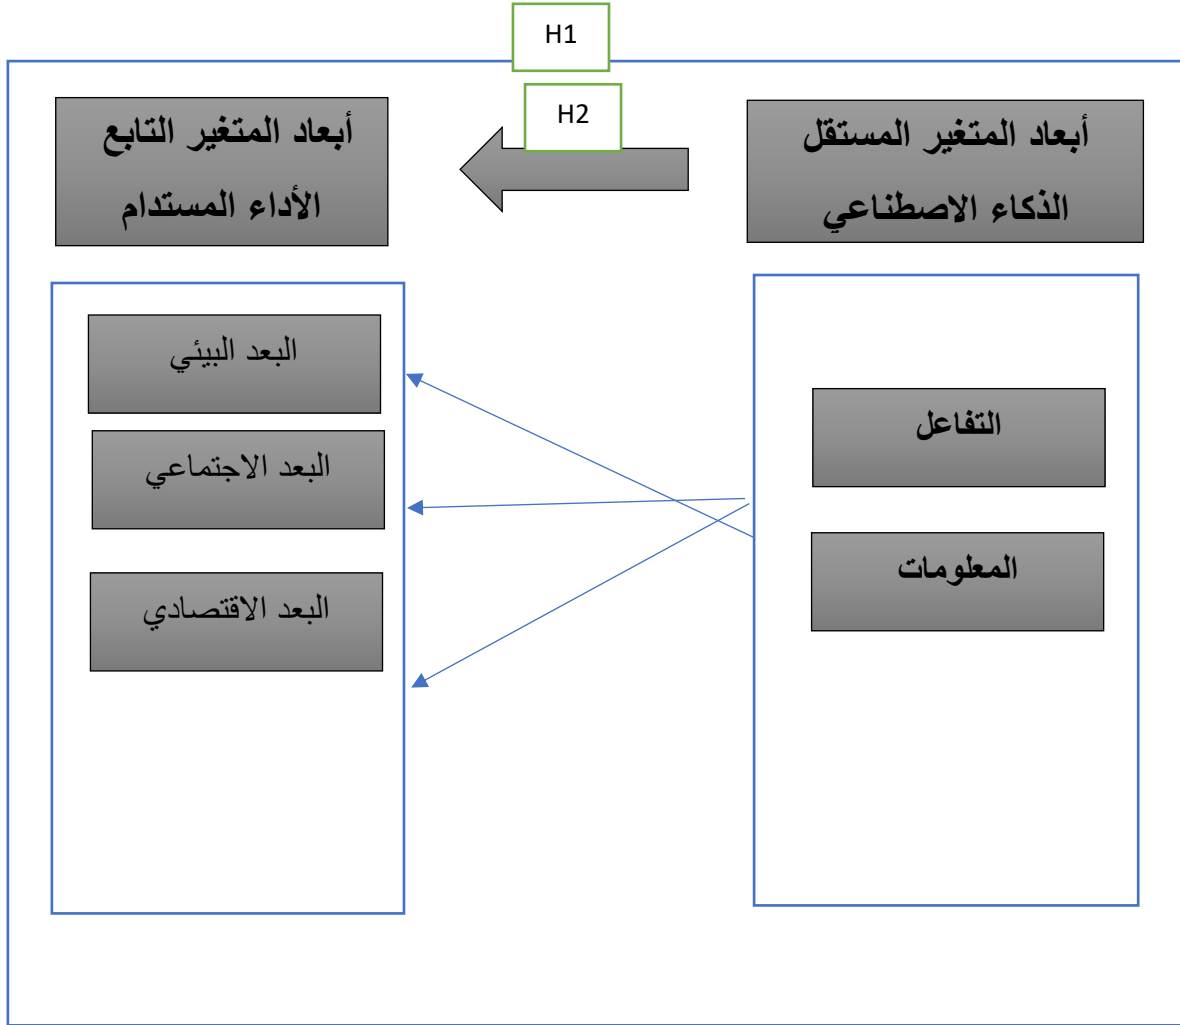 H1
H2
أبعاد المتغير المستقل
الذكاء الاصطناعي
أبعاد المتغير التابع
الأداء المستدام
التفاعل
المعلومات
البعد البيئي
البعد الاجتماعي
البعد الاقتصادي